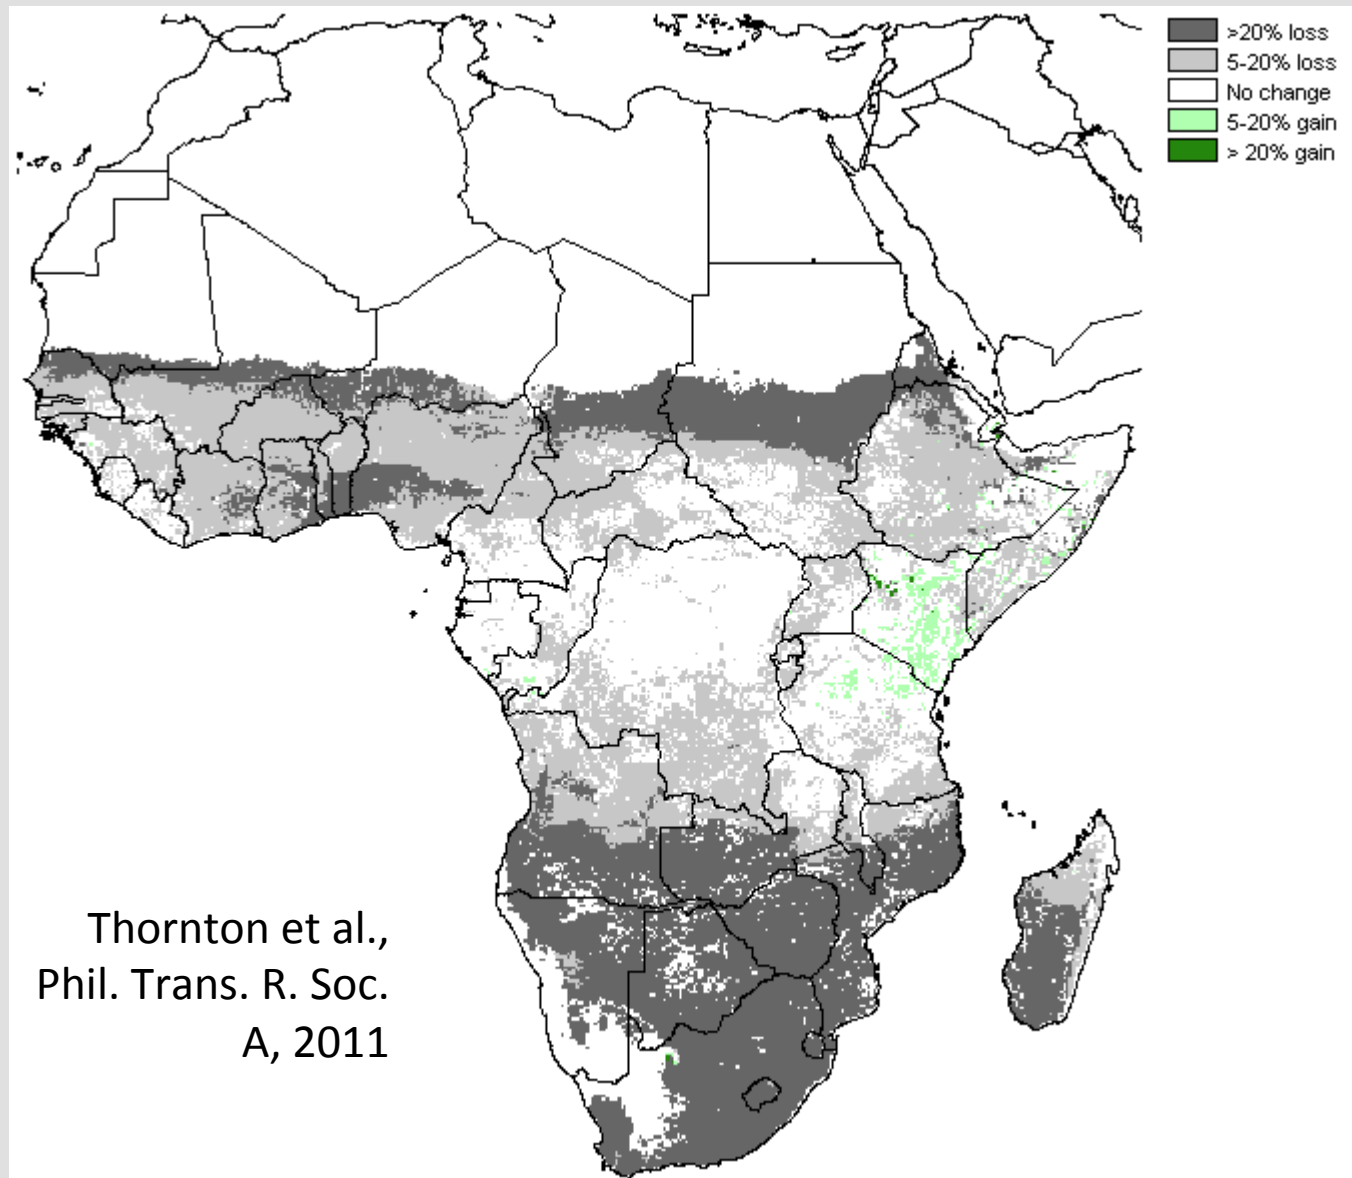 >20% loss
5-20% loss
No change
5-20% gain
> 20% gain
Thornton et al.,
Phil. Trans. R. Soc.
A, 2011